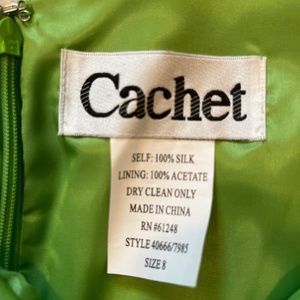 Cachet
SELF: 100% SILK
LINING: 100% ACETATE
DRY CLEAN ONLY
MADE IN CHINA
RN #61248
STYLE 40666/7985
SIZE 8